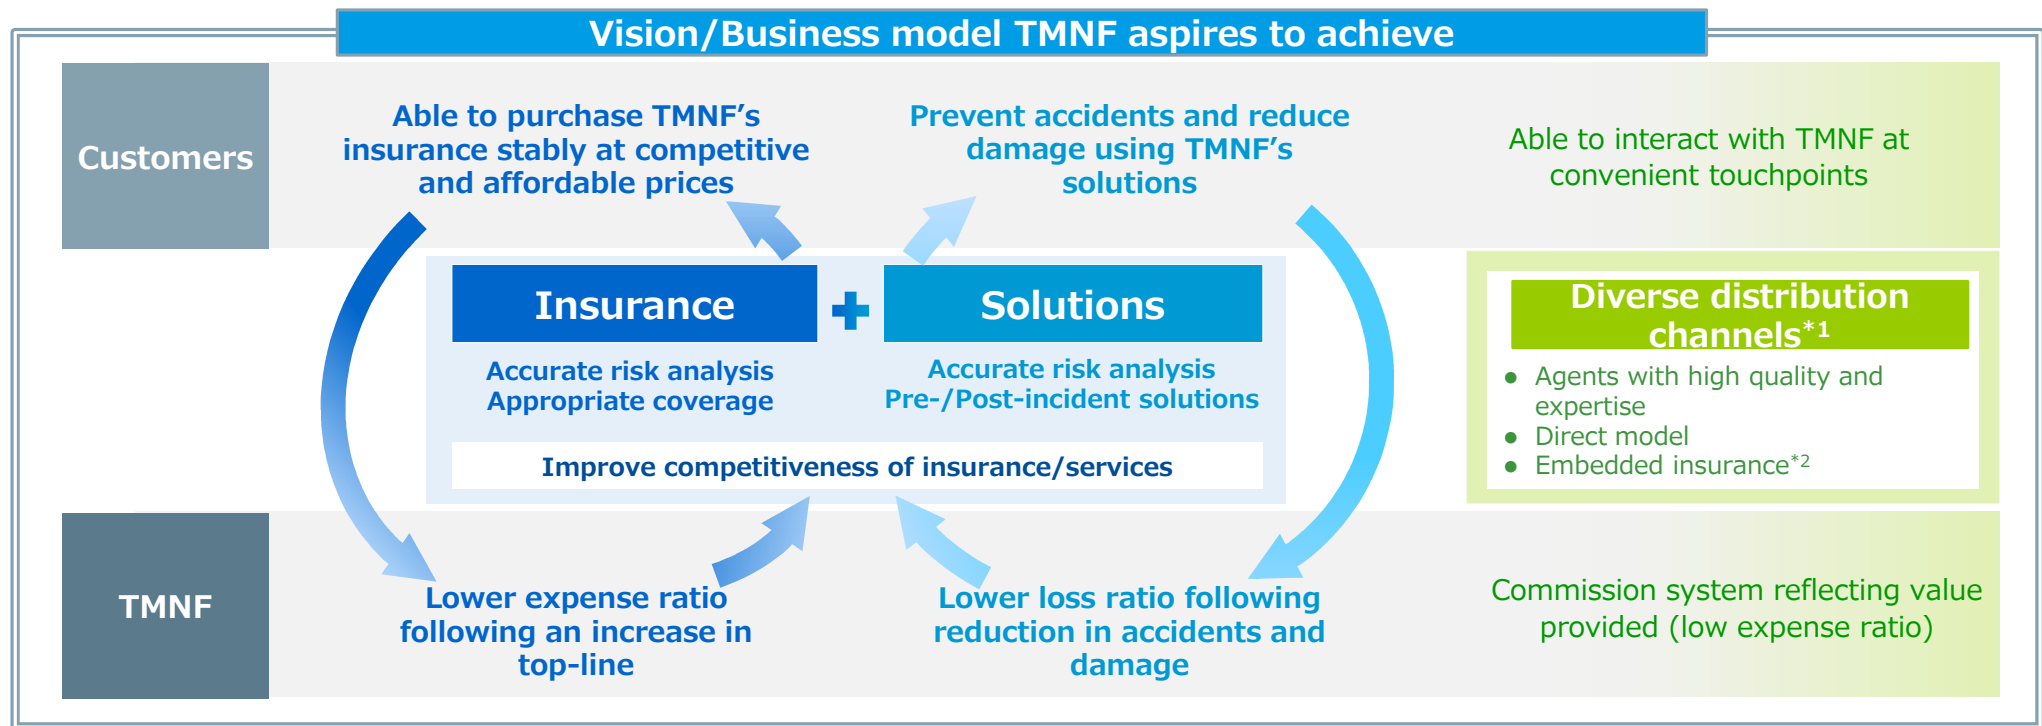 Vision/Business model TMNF aspires to achieve
Customers
Able to purchase TMNF’s
insurance stably at competitive
and affordable prices
Prevent accidents and reduce
damage using TMNF’s
solutions
Able to interact with TMNF at
convenient touchpoints
Insurance
Solutions
Accurate risk analysis
Appropriate coverage
Accurate risk analysis
Pre-/Post-incident solutions
Improve competitiveness of insurance/services
Diverse distribution
channels*1
● Agents with high quality and
expertise
● Direct model
● Embedded insurance*2
TMNF
Lower expense ratio
following an increase in
top-line
Lower loss ratio following
reduction in accidents and
damage
Commission system reflecting value
provided (low expense ratio)